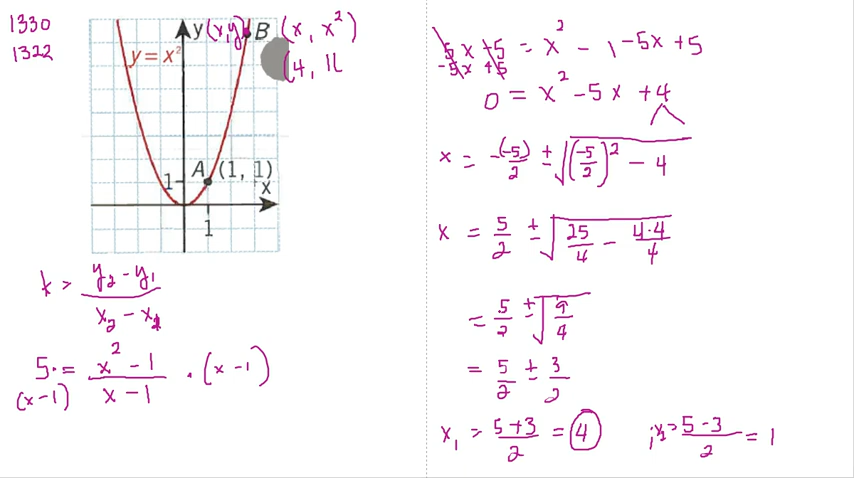 1330
1322
y (x,y) B (x, x²)
y = x²
(4, 1
A (1, 1)
1
x
1
k = y₂ - y₁ / x₂ - x₁
5 · = x² - 1 / x - 1 · (x - 1)
(x - 1)
5x + 5 = x² - 1 - 5x + 5
-5x +5
0 = x² - 5x + 4
x = -(-5)/2 ± √(-5/2)² - 4
x = 5/2 ± √25/4 - 4·4/4
= 5/2 ± √9/4
= 5/2 ± 3/2
x₁ = 5+3/2 = 4 ; x₂ = 5-3/2 = 1